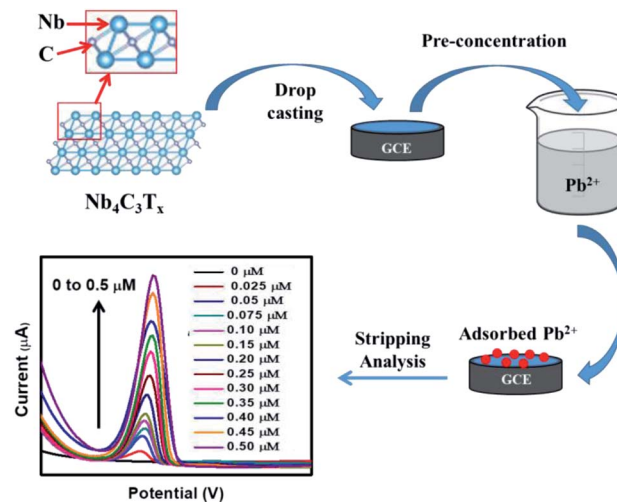 Nb
C
Nb₄C₃Tₓ
Drop
casting
GCE
Pre-concentration
Pb²⁺
Adsorbed Pb²⁺
GCE
Stripping
Analysis
0 to 0.5 µM
0 µM
0.025 µM
0.05 µM
0.075 µM
0.10 µM
0.15 µM
0.20 µM
0.25 µM
0.30 µM
0.35 µM
0.40 µM
0.45 µM
0.50 µM
Current (µA)
Potential (V)